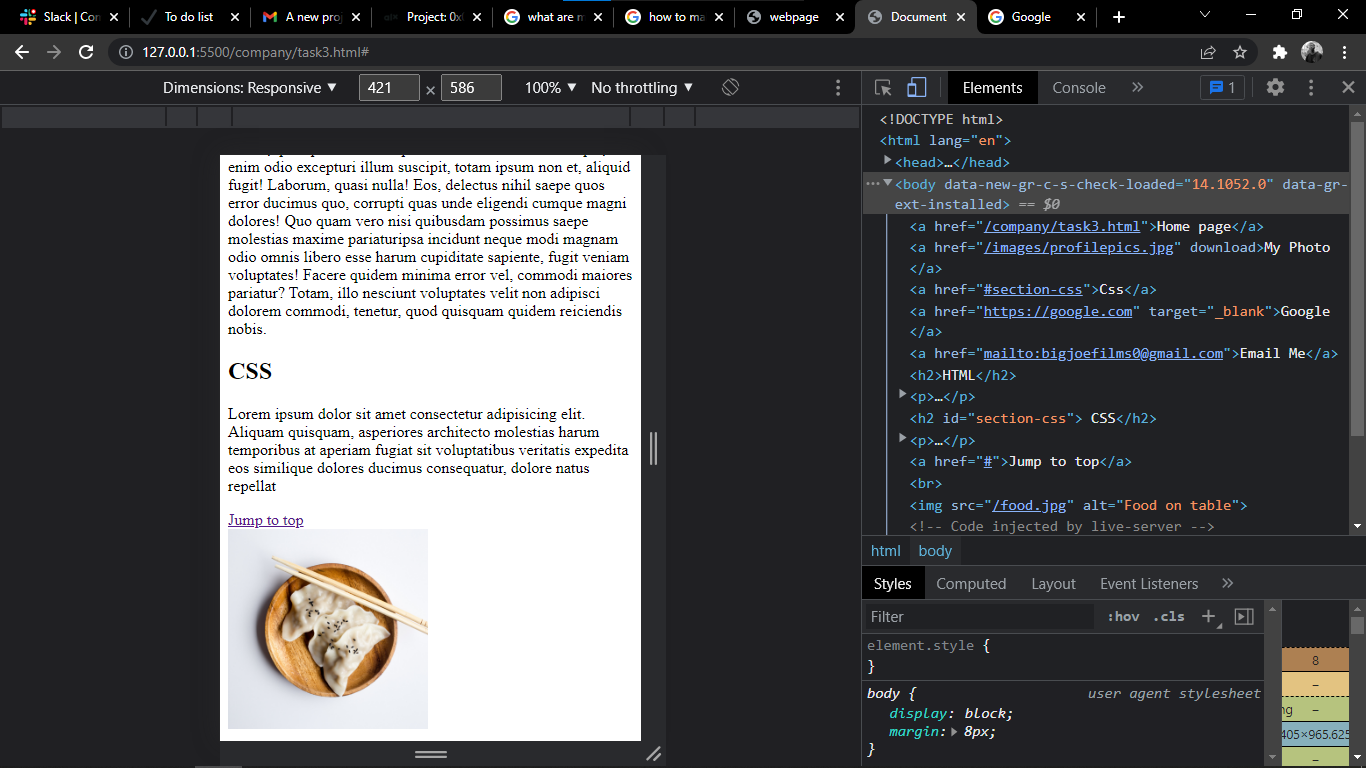 Slack | Con
To do list
A new proj
Project: 0x
what are m
how to ma
webpage
Document
Google
127.0.0.1:5500/company/task3.html#
Dimensions: Responsive ▼ 421 × 586 100% ▼ No throttling ▼
Elements Console » 1
enim odio excepturi illum suscipit, totam ipsum non et, aliquid
fugit! Laborum, quasi nulla! Eos, delectus nihil saepe quos
error ducimus quo, corrupti quas unde eligendi cumque magni
dolores! Quo quam vero nisi quibusdam possimus saepe
molestias maxime pariaturipsa incidunt neque modi magnam
odio omnis libero esse harum cupiditate sapiente, fugit veniam
voluptates! Facere quidem minima error vel, commodi maiores
pariatur? Totam, illo nesciunt voluptates velit non adipisci
dolorem commodi, tenetur, quod quisquam quidem reiciendis
nobis.
CSS
Lorem ipsum dolor sit amet consectetur adipisicing elit.
Aliquam quisquam, asperiores architecto molestias harum
temporibus at aperiam fugiat sit voluptatibus veritatis expedita
eos similique dolores ducimus consequatur, dolore natus
repellat
Jump to top
<!DOCTYPE html>
<html lang="en">
<head>…</head>
<body data-new-gr-c-s-check-loaded="14.1052.0" data-gr-
ext-installed> == $0
<a href="/company/task3.html">Home page</a>
<a href="/images/profilepics.jpg" download>My Photo
</a>
<a href="#section-css">Css</a>
<a href="https://google.com" target="_blank">Google
</a>
<a href="mailto:bigjoefilms0@gmail.com">Email Me</a>
<h2>HTML</h2>
<p>…</p>
<h2 id="section-css"> CSS</h2>
<p>…</p>
<a href="#">Jump to top</a>
<br>
<img src="/food.jpg" alt="Food on table">
<!-- Code injected by live-server -->
html body
Styles Computed Layout Event Listeners »
Filter :hov .cls +
element.style {
}
body { user agent stylesheet
display: block;
margin: 8px;
}
8
–
ng –
405×965.625
–